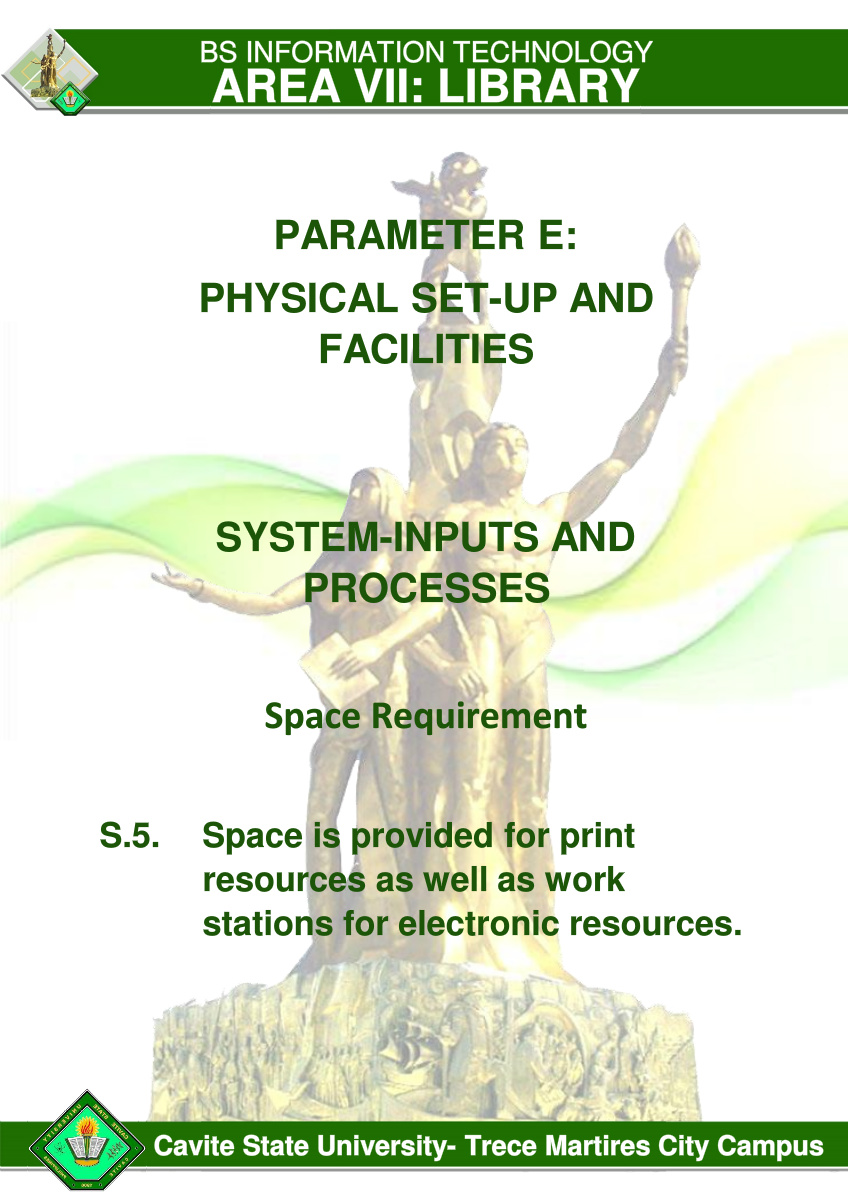 BS INFORMATION TECHNOLOGY
AREA VII: LIBRARY
PARAMETER E:
PHYSICAL SET-UP AND
FACILITIES
SYSTEM-INPUTS AND
PROCESSES
Space Requirement
S.5. Space is provided for print
resources as well as work
stations for electronic resources.
Cavite State University- Trece Martires City Campus